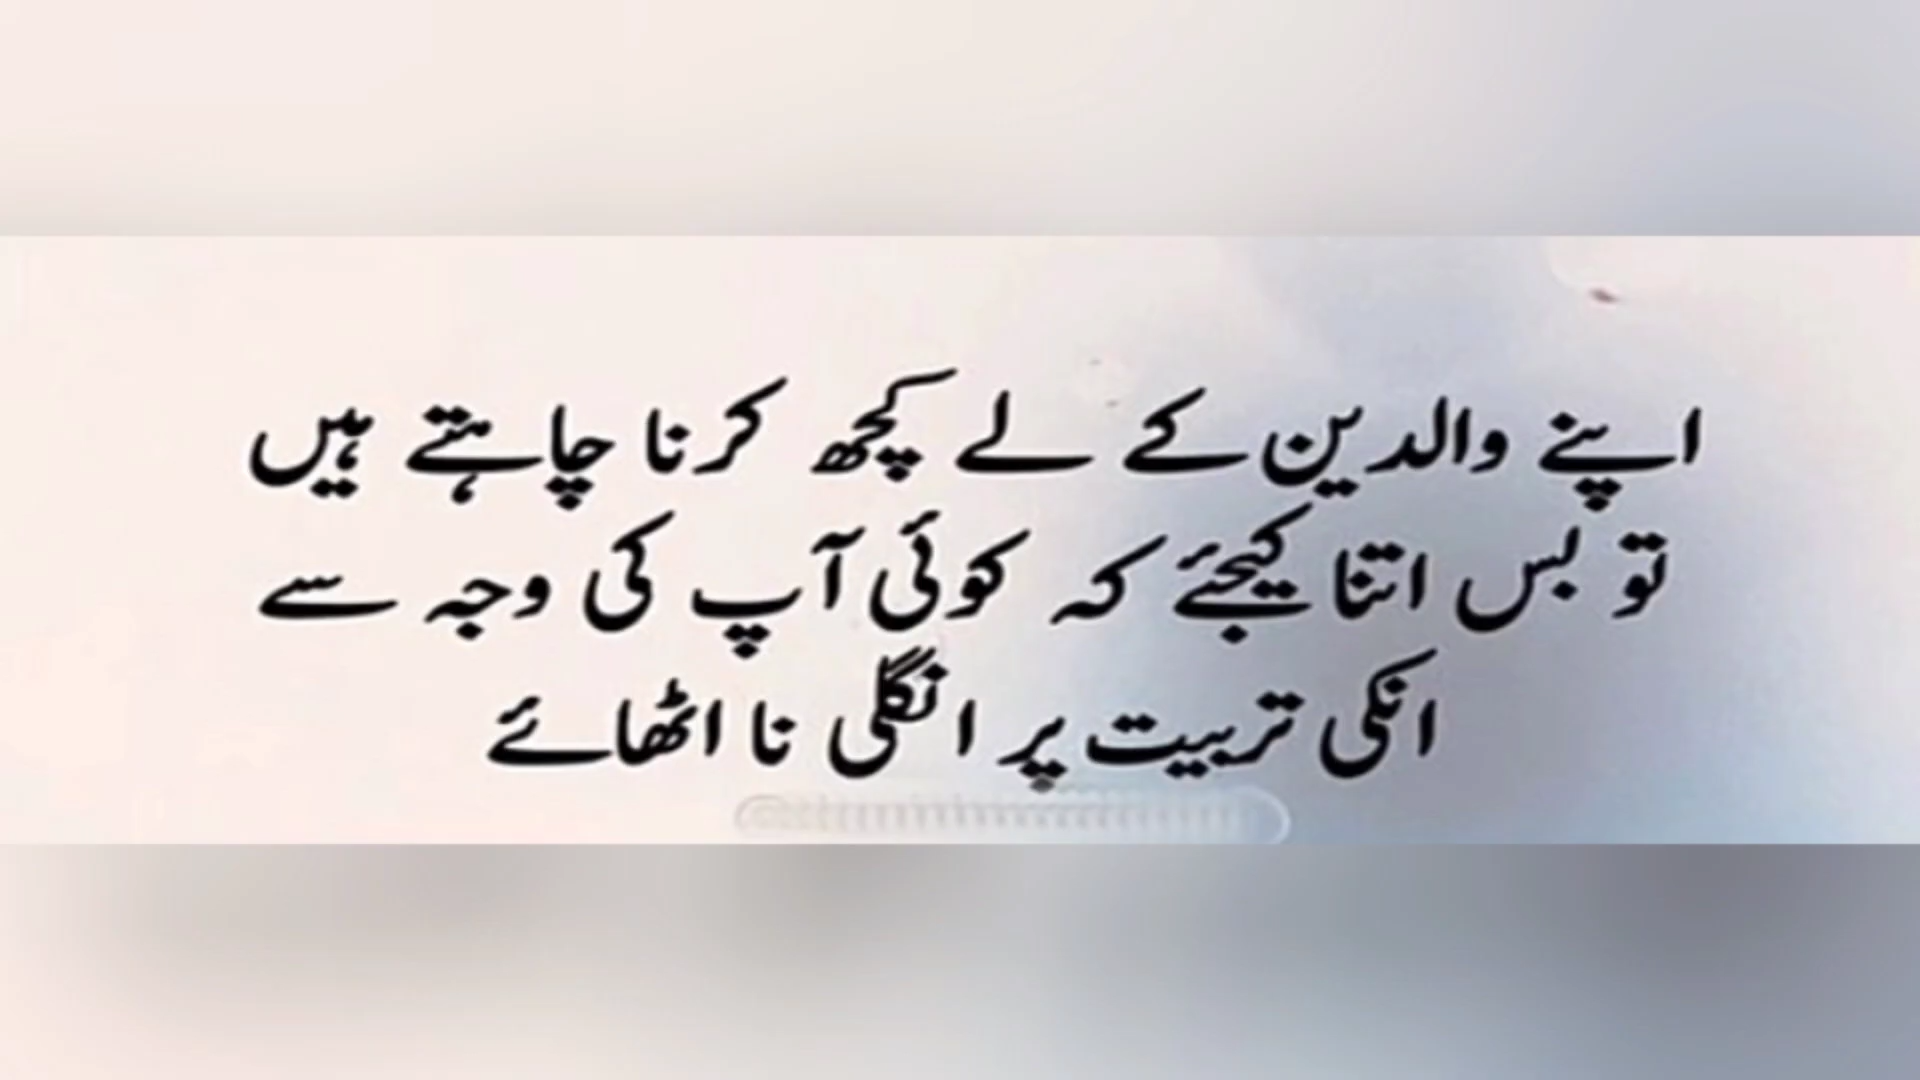 اپنے والدین کے لے کچھ کرنا چاہتے ہیں
تو بس اتنا کیجئے کہ کوئی آپ کی وجہ سے
انکی تربیت پر انگلی نا اٹھائے